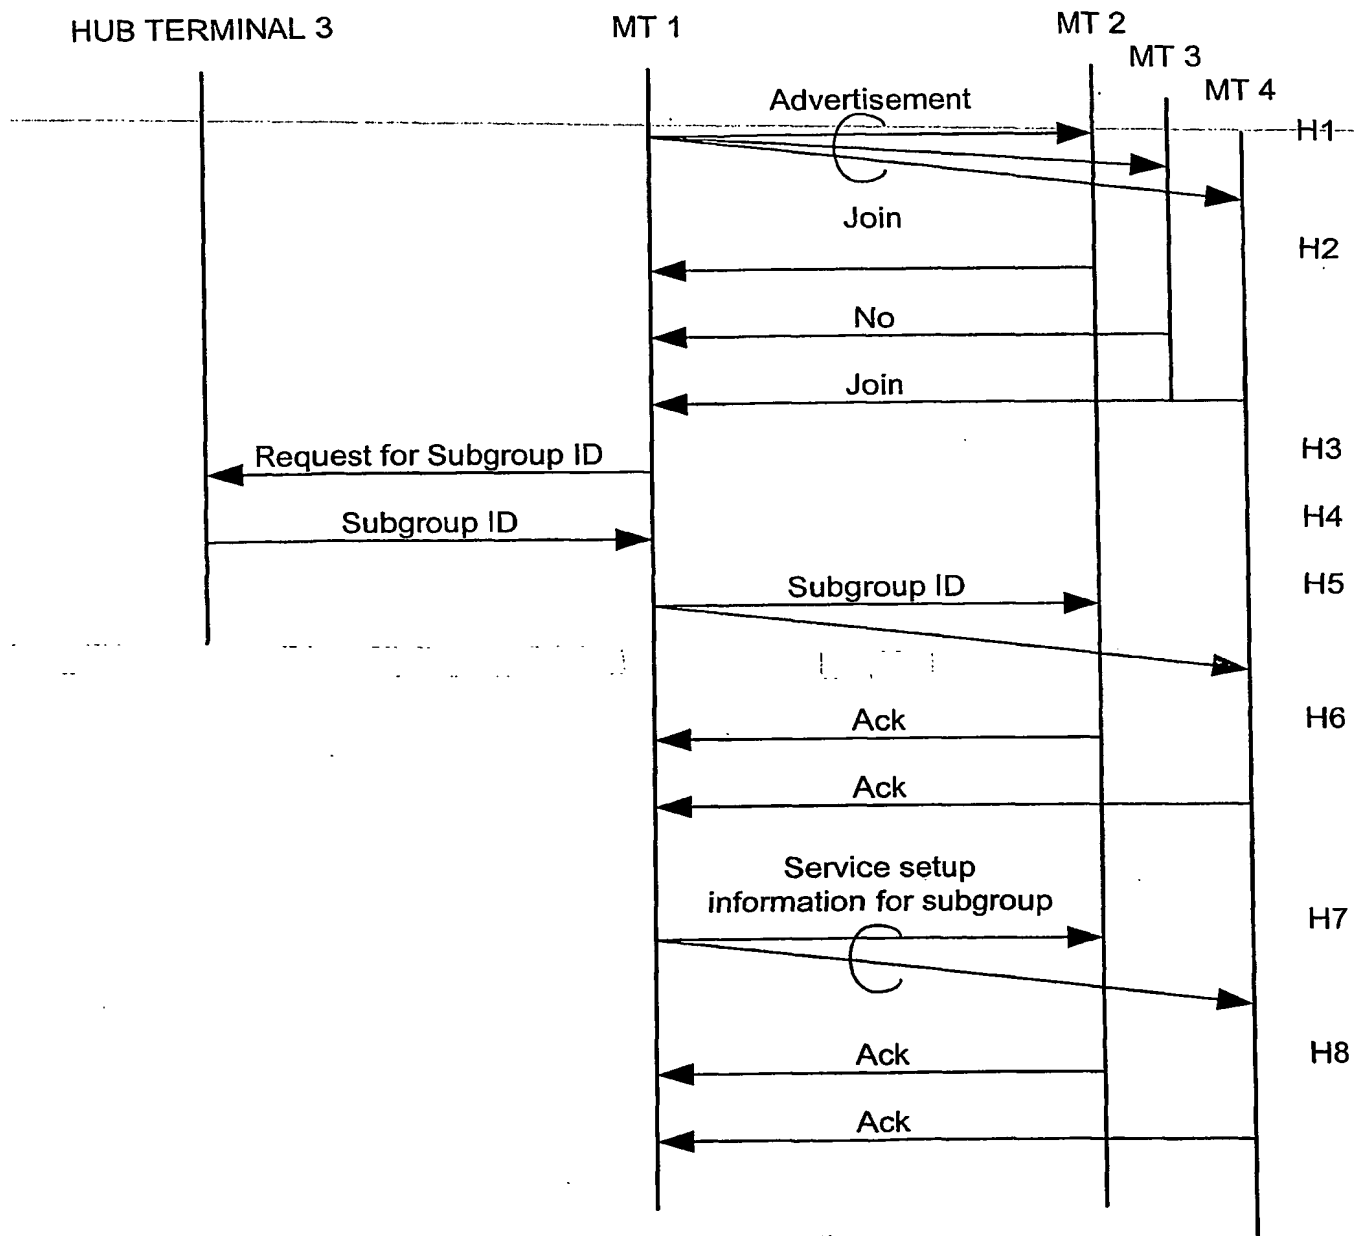 HUB TERMINAL 3
MT 1
MT 2
MT 3
MT 4
Advertisement
H1
Join
H2
No
Join
Request for Subgroup ID
H3
Subgroup ID
H4
Subgroup ID
H5
Ack
H6
Ack
Service setup
information for subgroup
H7
Ack
H8
Ack